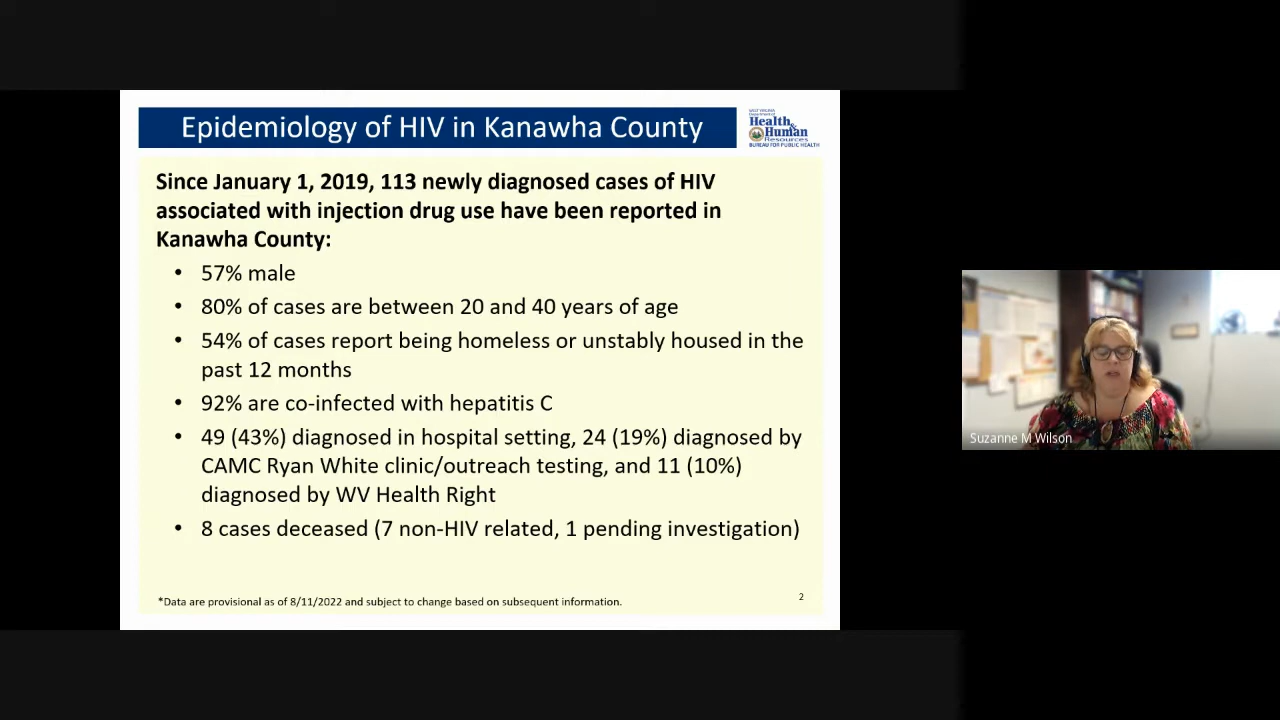 Epidemiology of HIV in Kanawha County
WEST VIRGINIA
Department of
Health &
Human
Resources
BUREAU FOR PUBLIC HEALTH
Since January 1, 2019, 113 newly diagnosed cases of HIV
associated with injection drug use have been reported in
Kanawha County:
• 57% male
• 80% of cases are between 20 and 40 years of age
• 54% of cases report being homeless or unstably housed in the
past 12 months
• 92% are co-infected with hepatitis C
• 49 (43%) diagnosed in hospital setting, 24 (19%) diagnosed by
CAMC Ryan White clinic/outreach testing, and 11 (10%)
diagnosed by WV Health Right
• 8 cases deceased (7 non-HIV related, 1 pending investigation)
*Data are provisional as of 8/11/2022 and subject to change based on subsequent information.
2
Suzanne M Wilson